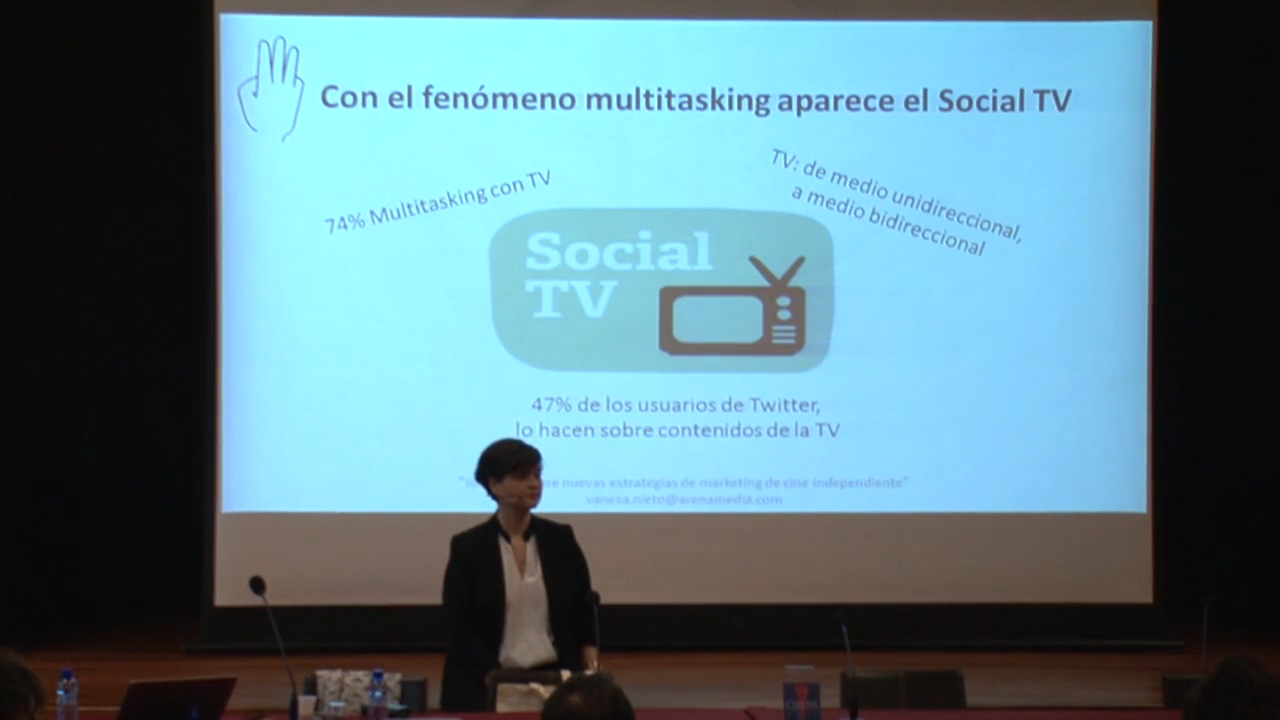 Con el fenómeno multitasking aparece el Social TV
74% Multitasking con TV
TV: de medio unidireccional,
a medio bidireccional
Social
TV
47% de los usuarios de Twitter,
lo hacen sobre contenidos de la TV
nuevas estrategias de marketing de cine independiente"
vanesa.nieto@arenamedia.com